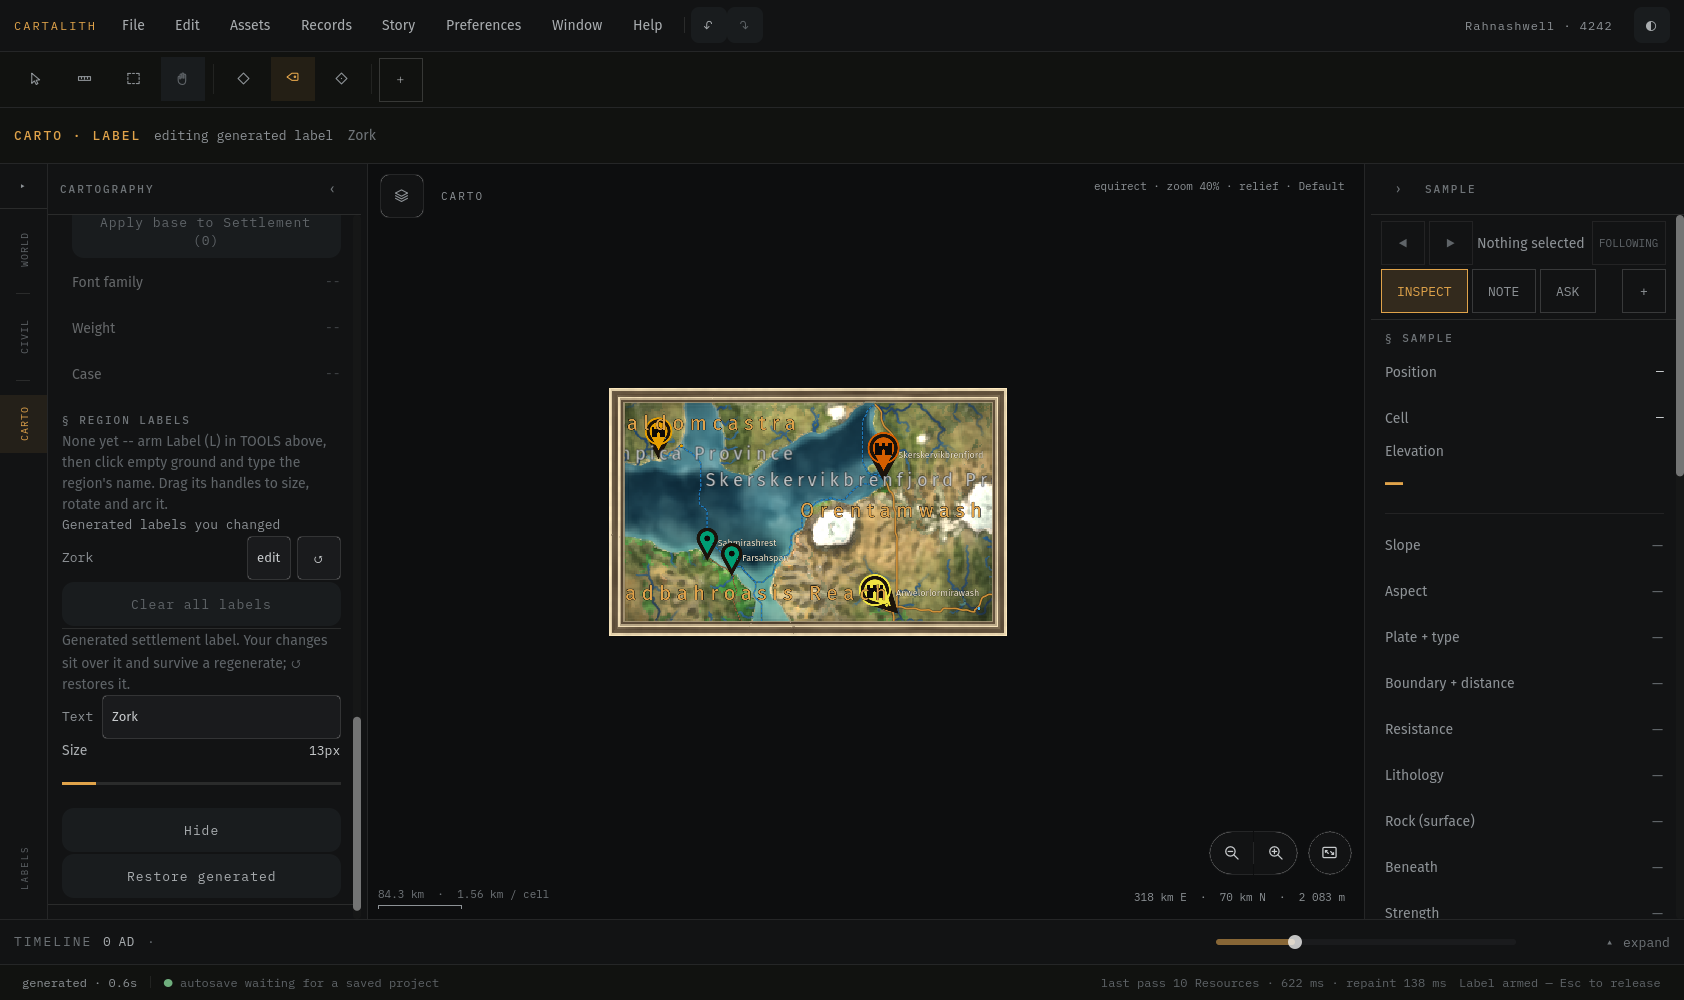 CARTALITH File Edit Assets Records Story Preferences Window Help Rahnashwell · 4242
+
CARTO · LABEL editing generated label Zork
CARTOGRAPHY
WORLD
CIVIL
CARTO
LABELS
Apply base to Settlement
(0)
Font family --
Weight --
Case --
§ REGION LABELS
None yet -- arm Label (L) in TOOLS above,
then click empty ground and type the
region's name. Drag its handles to size,
rotate and arc it.
Generated labels you changed
Zork edit ↺
Clear all labels
Generated settlement label. Your changes
sit over it and survive a regenerate; ↺
restores it.
Text Zork
Size 13px
Hide
Restore generated
CARTO
equirect · zoom 40% · relief · Default
aldomcastra
mpica Province
Skerskervikbrenfjord
Skerskervikbrenfjord Pr
Orentamwash
Farsahspa
adbahroasis Reach
84.3 km · 1.56 km / cell
318 km E · 70 km N · 2 083 m
SAMPLE
◀ ▶ Nothing selected FOLLOWING
INSPECT NOTE ASK +
§ SAMPLE
Position —
Cell —
Elevation
Slope —
Aspect —
Plate + type —
Boundary + distance —
Resistance —
Lithology —
Rock (surface) —
Beneath —
Strength —
TIMELINE 0 AD ·
▴ expand
generated · 0.6s autosave waiting for a saved project
last pass 10 Resources · 622 ms · repaint 138 ms Label armed — Esc to release